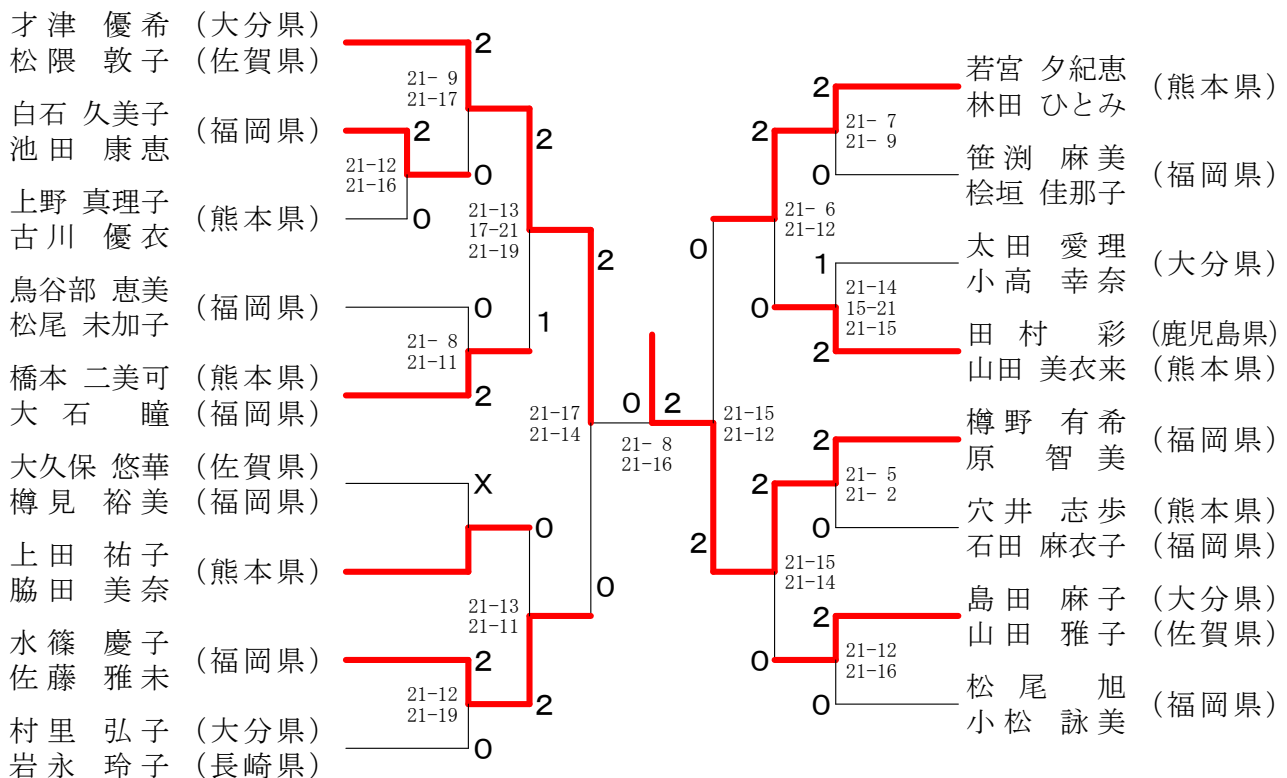 才津 優希 (大分県)
松隈 敦子 (佐賀県)
2
21- 9
21-17
白石 久美子
池田 康恵
(福岡県)
2
21-12
21-16
0
2
上野 真理子
古川 優衣
(熊本県)
0
21-13
17-21
21-19
2
鳥谷部 恵美
松尾 未加子
(福岡県)
0
1
21- 8
21-11
橋本 二美可 (熊本県)
大石 瞳 (福岡県)
2
21-17
21-14
大久保 悠華 (佐賀県)
樽見 裕美 (福岡県)
X
0
上田 祐子
脇田 美奈
(熊本県)
0
21-13
21-11
水篠 慶子
佐藤 雅未
(福岡県)
2
21-12
21-19
2
村里 弘子 (大分県)
岩永 玲子 (長崎県)
0
0 2
21- 8
21-16
若宮 夕紀恵
林田 ひとみ
(熊本県)
2
2
21- 7
21- 9
笹渕 麻美
桧垣 佳那子
(福岡県)
0
21- 6
21-12
0
太田 愛理
小高 幸奈
(大分県)
1
21-14
15-21
21-15
0
田村 彩 (鹿児島県)
山田 美衣来 (熊本県)
2
21-15
21-12
樽野 有希
原 智美
(福岡県)
2
2
21- 5
21- 2
穴井 志歩 (熊本県)
石田 麻衣子 (福岡県)
0
2
21-15
21-14
島田 麻子 (大分県)
山田 雅子 (佐賀県)
2
0
21-12
21-16
松尾 旭
小松 詠美
(福岡県)
0